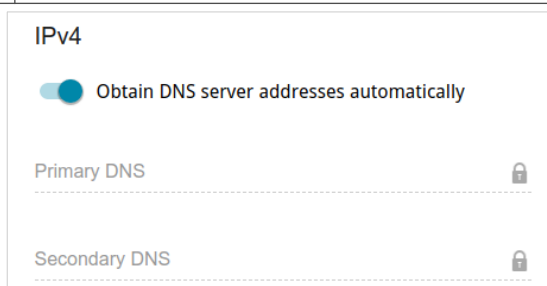 IPv4
Obtain DNS server addresses automatically
Primary DNS
Secondary DNS